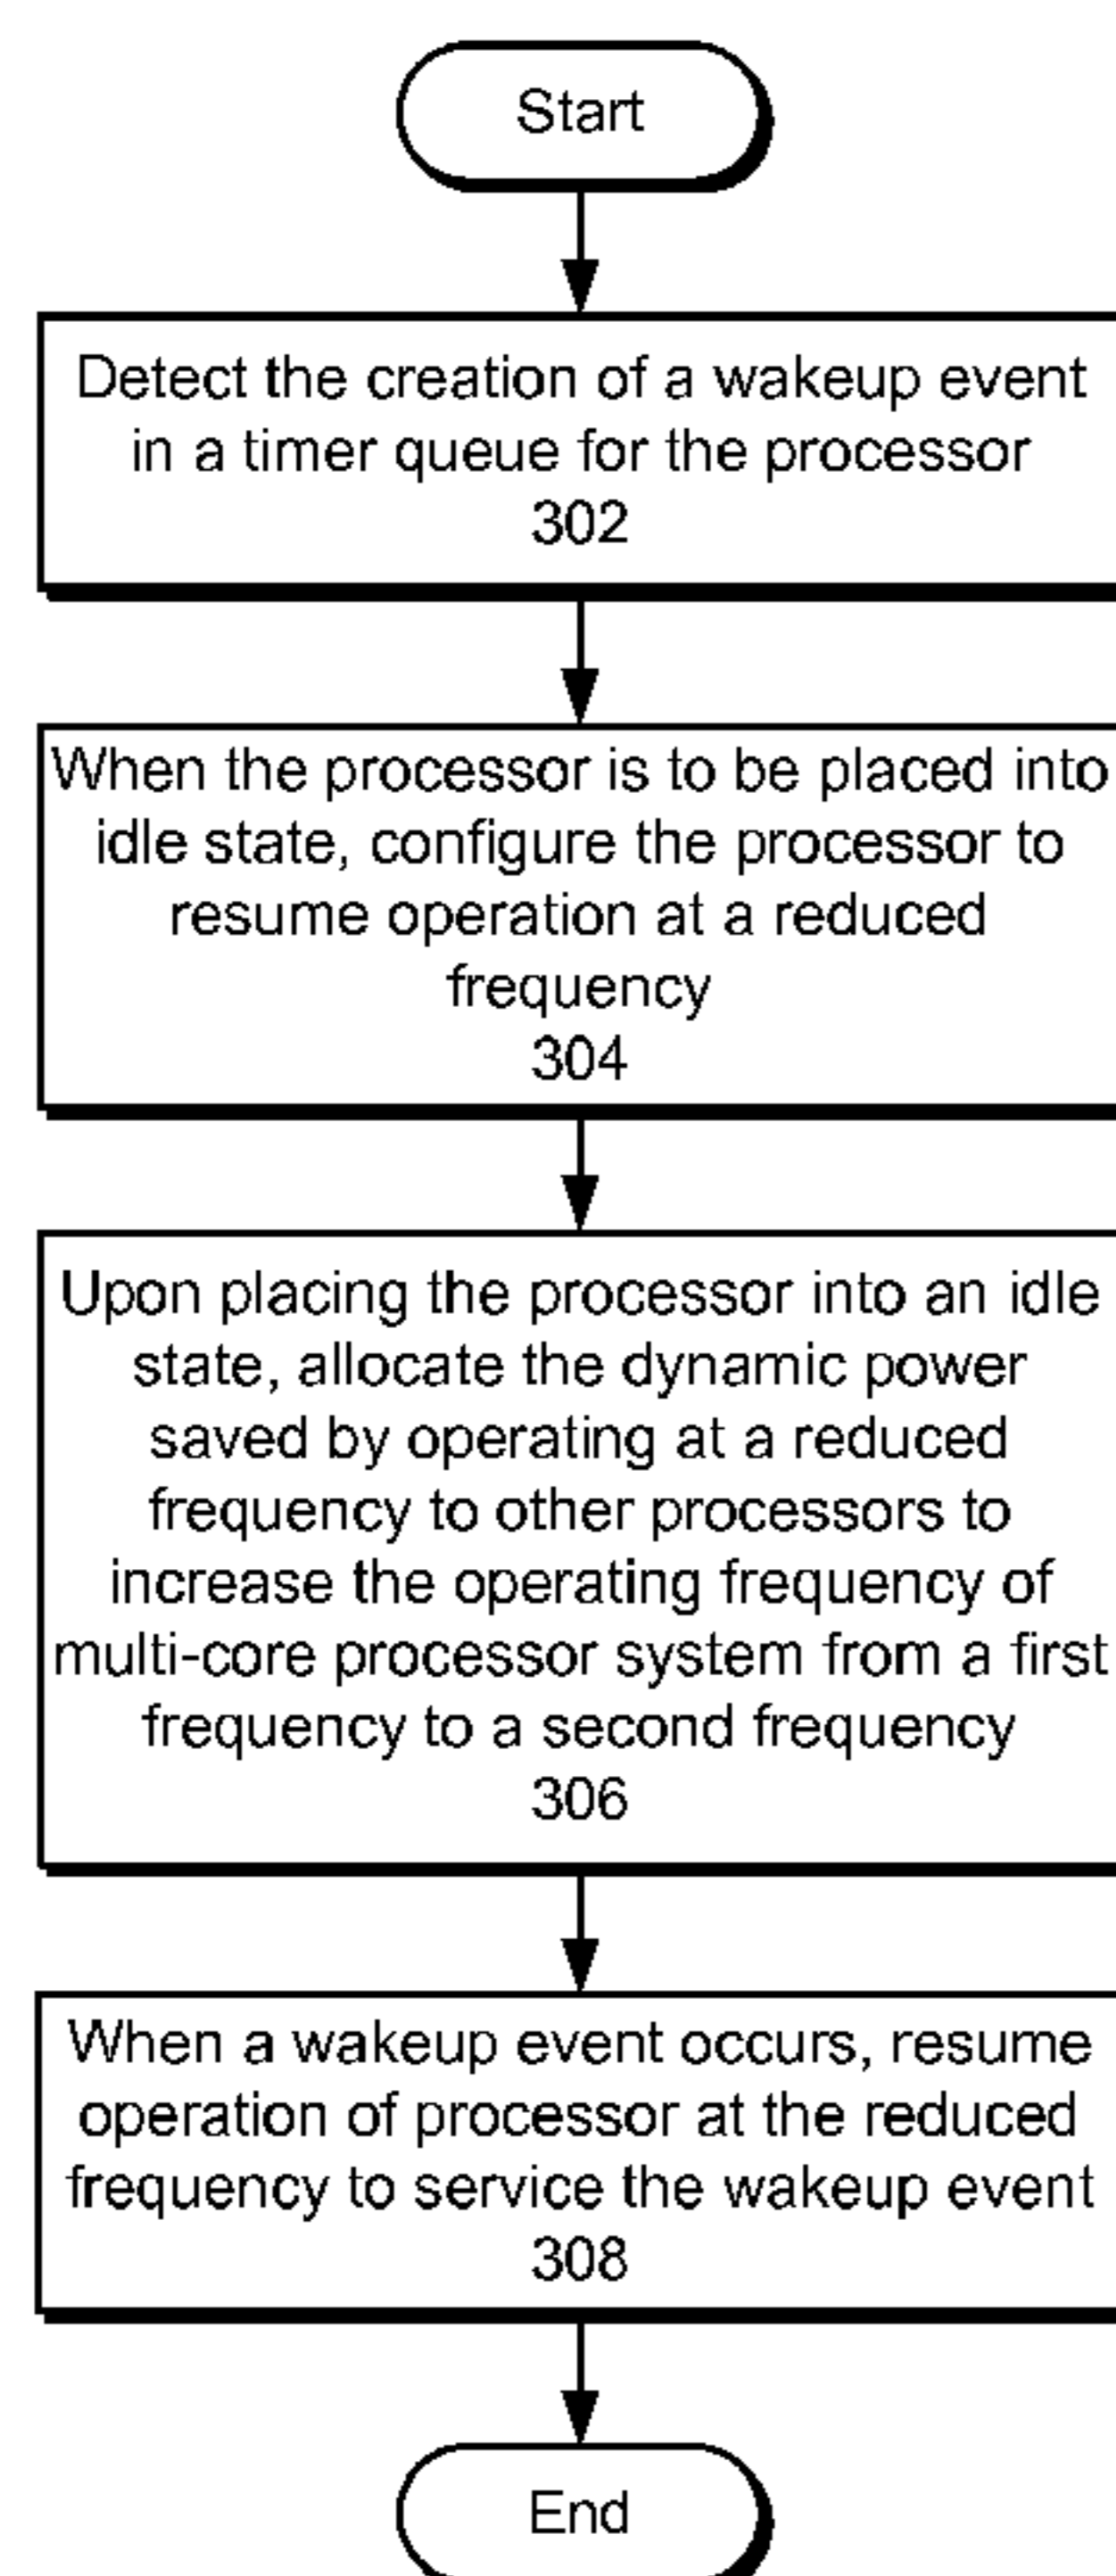 Start
Detect the creation of a wakeup event
in a timer queue for the processor
302
When the processor is to be placed into
idle state, configure the processor to
resume operation at a reduced
frequency
304
Upon placing the processor into an idle
state, allocate the dynamic power
saved by operating at a reduced
frequency to other processors to
increase the operating frequency of
multi-core processor system from a first
frequency to a second frequency
306
When a wakeup event occurs, resume
operation of processor at the reduced
frequency to service the wakeup event
308
End